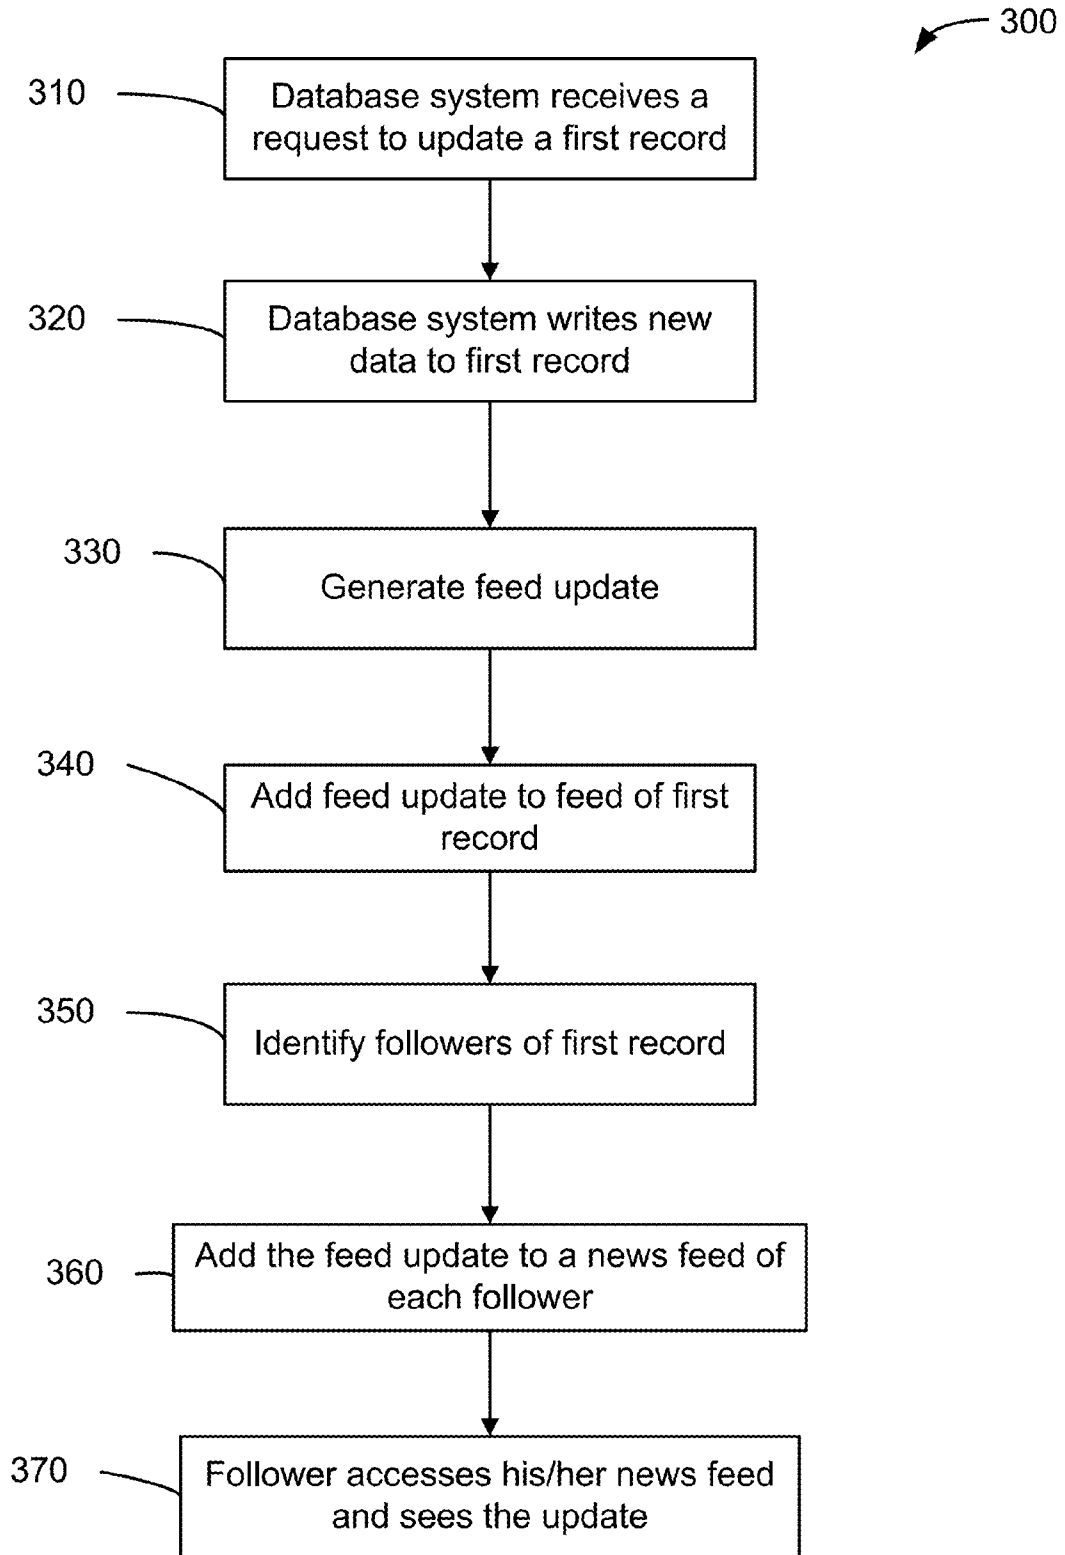 300
310
Database system receives a
request to update a first record
320
Database system writes new
data to first record
330
Generate feed update
340
Add feed update to feed of first
record
350
Identify followers of first record
360
Add the feed update to a news feed of
each follower
370
Follower accesses his/her news feed
and sees the update